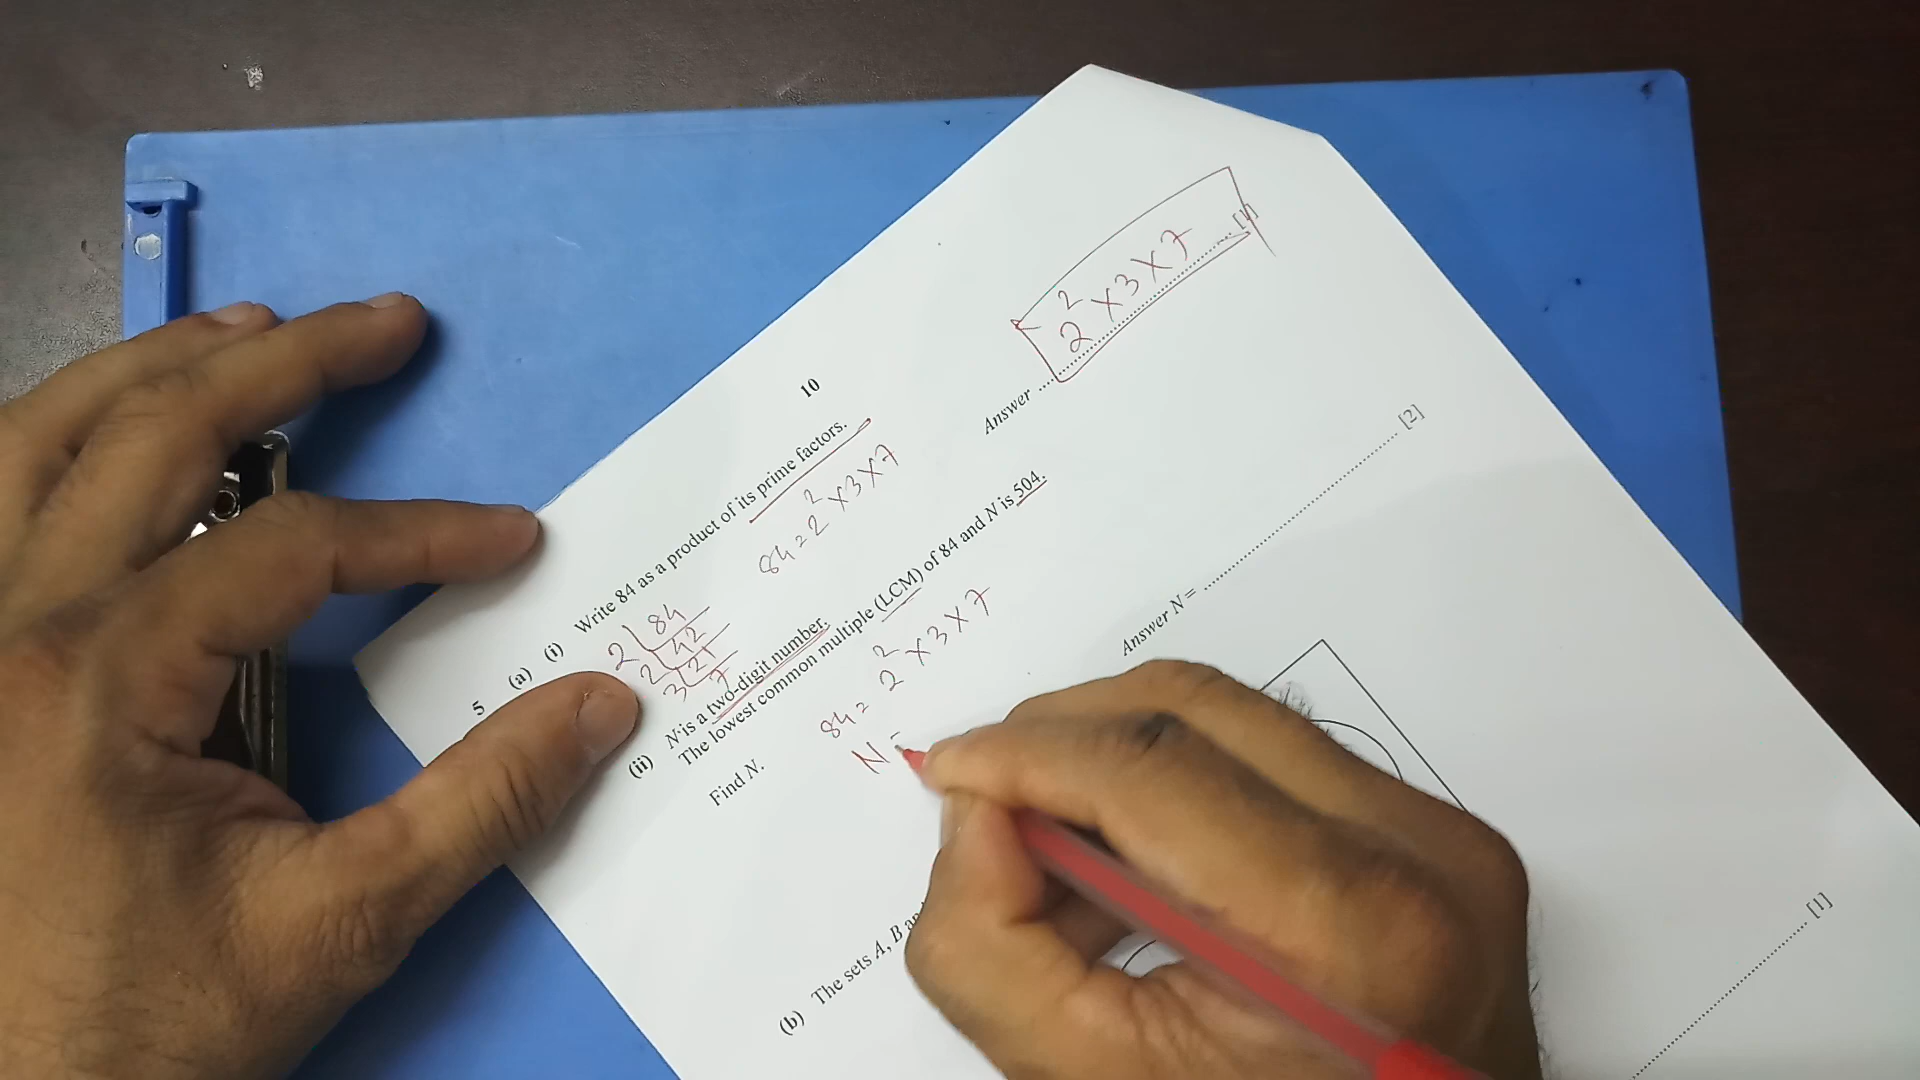 10
5 (a) (i) Write 84 as a product of its prime factors.
2 84
2 42
3 21
7
84 = 2² × 3 × 7
Answer .... 2² × 3 × 7 .... [1]
(ii) N is a two-digit number.
The lowest common multiple (LCM) of 84 and N is 504.
Find N.
84 = 2² × 3 × 7
N =
Answer N = .... [2]
(b) The sets A, B
[1]